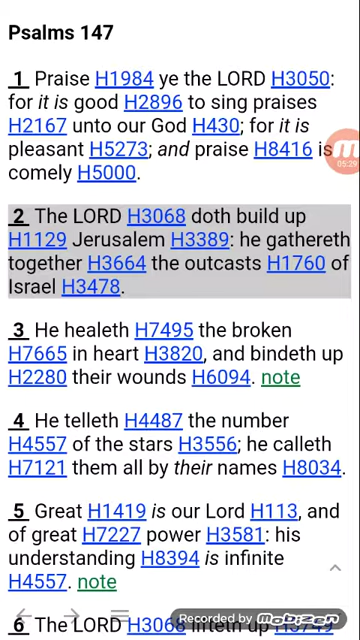 Psalms 147
1 Praise H1984 ye the LORD H3050:
for it is good H2896 to sing praises
H2167 unto our God H430; for it is
pleasant H5273; and praise H8416 is
05:29
comely H5000.
2 The LORD H3068 doth build up
H1129 Jerusalem H3389: he gathereth
together H3664 the outcasts H1760 of
Israel H3478.
3 He healeth H7495 the broken
H7665 in heart H3820, and bindeth up
H2280 their wounds H6094. note
4 He telleth H4487 the number
H4557 of the stars H3556; he calleth
H7121 them all by their names H8034.
5 Great H1419 is our Lord H113, and
of great H7227 power H3581: his
understanding H8394 is infinite
H4557. note
6 The LORD H3068 lifteth up H5749
Recorded by Mobizen